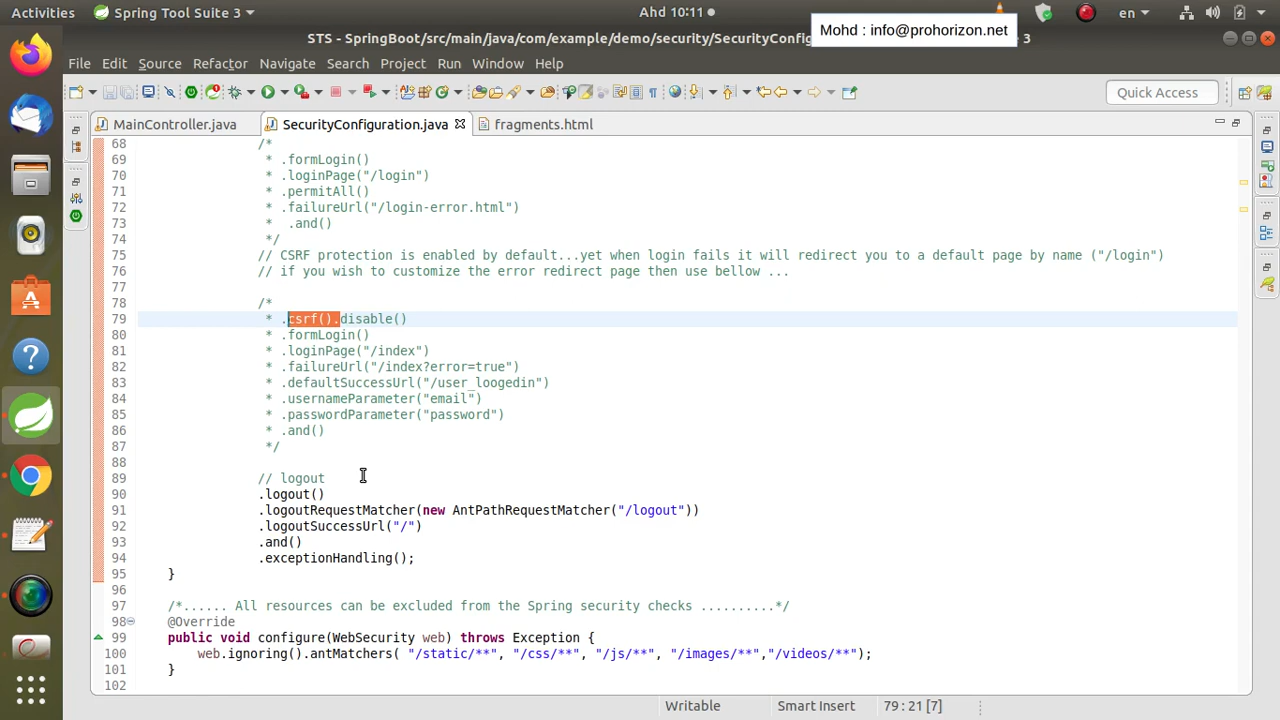 Activities Spring Tool Suite 3 Ahd 10:11 en
Mohd : info@prohorizon.net
STS - SpringBoot/src/main/java/com/example/demo/security/SecurityConfig 3
File Edit Source Refactor Navigate Search Project Run Window Help
Quick Access
MainController.java SecurityConfiguration.java fragments.html
68 /*
69 * .formLogin()
70 * .loginPage("/login")
71 * .permitAll()
72 * .failureUrl("/login-error.html")
73 * .and()
74 */
75 // CSRF protection is enabled by default...yet when login fails it will redirect you to a default page by name ("/login")
76 // if you wish to customize the error redirect page then use bellow ...
77
78 /*
79 * .csrf().disable()
80 * .formLogin()
81 * .loginPage("/index")
82 * .failureUrl("/index?error=true")
83 * .defaultSuccessUrl("/user_loogedin")
84 * .usernameParameter("email")
85 * .passwordParameter("password")
86 * .and()
87 */
88
89 // logout
90 .logout()
91 .logoutRequestMatcher(new AntPathRequestMatcher("/logout"))
92 .logoutSuccessUrl("/")
93 .and()
94 .exceptionHandling();
95 }
96
97 /*...... All resources can be excluded from the Spring security checks ..........*/
98 @Override
99 public void configure(WebSecurity web) throws Exception {
100 web.ignoring().antMatchers( "/static/**", "/css/**", "/js/**", "/images/**","/videos/**");
101 }
102
Writable Smart Insert 79 : 21 [7]